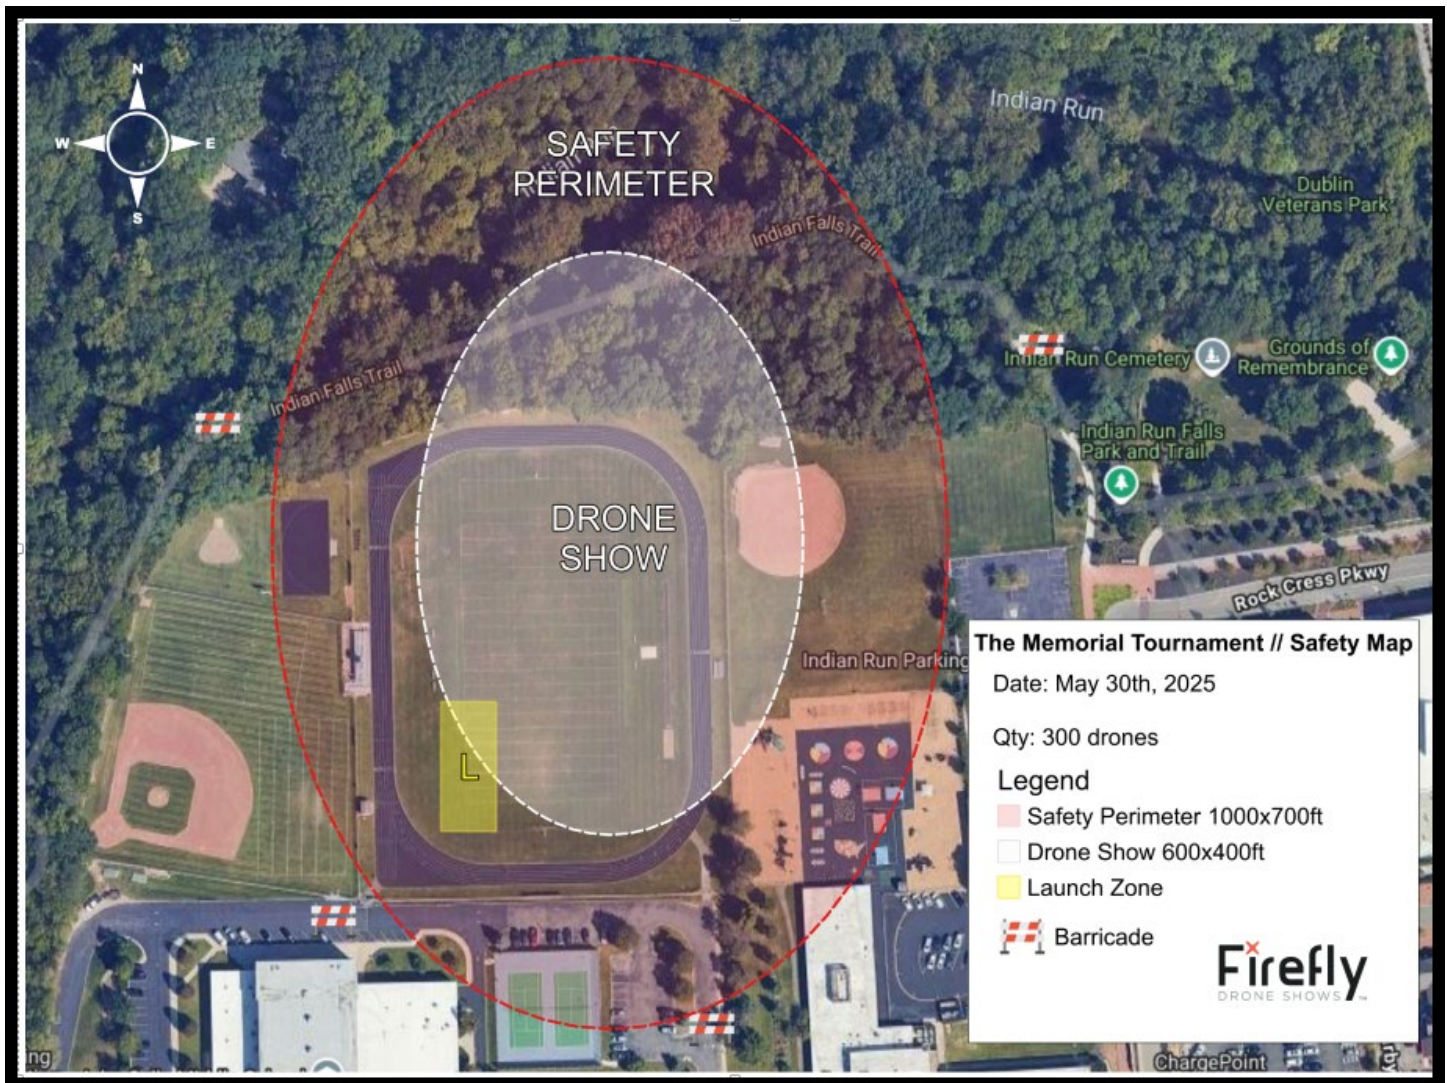 N
W
E
S
SAFETY
PERIMETER
Indian
Indian Run
Dublin
Veterans Park
Indian Falls Trail
Indian Falls Trail
Indian Run Cemetery
Grounds of
Remembrance
Indian Run Falls
Park and Trail
DRONE
SHOW
Rock Cress Pkwy
Indian Run Parking
L
The Memorial Tournament // Safety Map
Date: May 30th, 2025
Qty: 300 drones
Legend
Safety Perimeter 1000x700ft
Drone Show 600x400ft
Launch Zone
Barricade
Firefly
DRONE SHOWS
ing
ChargePoint